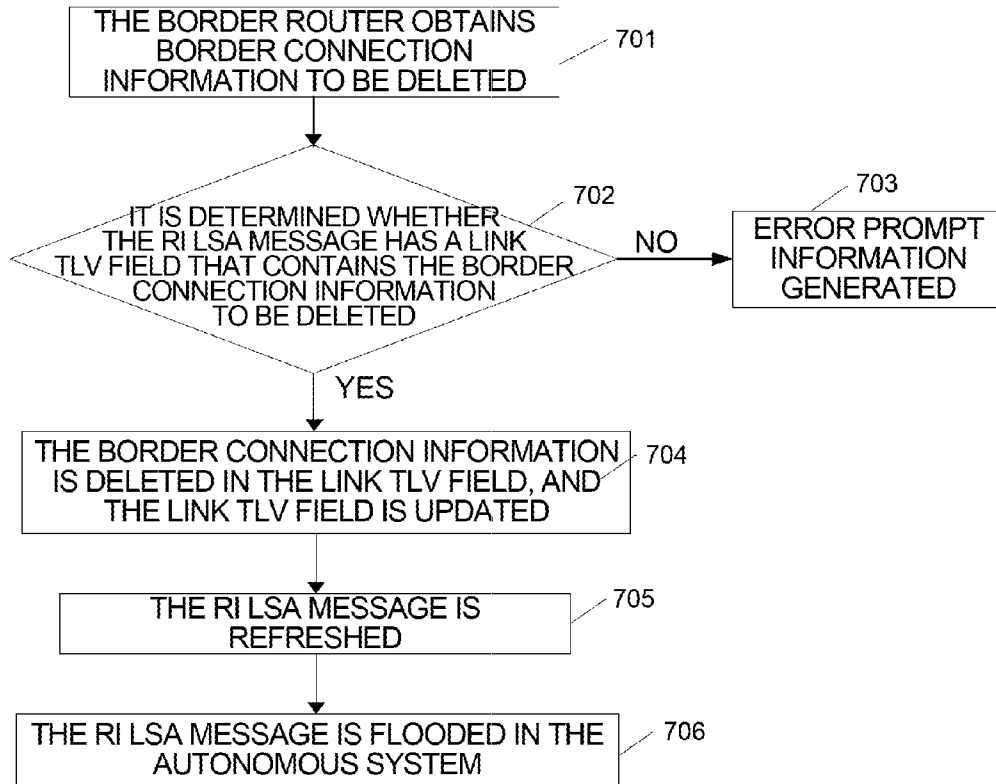 THE BORDER ROUTER OBTAINS
BORDER CONNECTION
INFORMATION TO BE DELETED
701
IT IS DETERMINED WHETHER
THE RI LSA MESSAGE HAS A LINK
TLV FIELD THAT CONTAINS THE BORDER
CONNECTION INFORMATION
TO BE DELETED
702
NO
703
ERROR PROMPT
INFORMATION
GENERATED
YES
THE BORDER CONNECTION INFORMATION
IS DELETED IN THE LINK TLV FIELD, AND
THE LINK TLV FIELD IS UPDATED
704
THE RI LSA MESSAGE IS
REFRESHED
705
THE RI LSA MESSAGE IS FLOODED IN THE
AUTONOMOUS SYSTEM
706